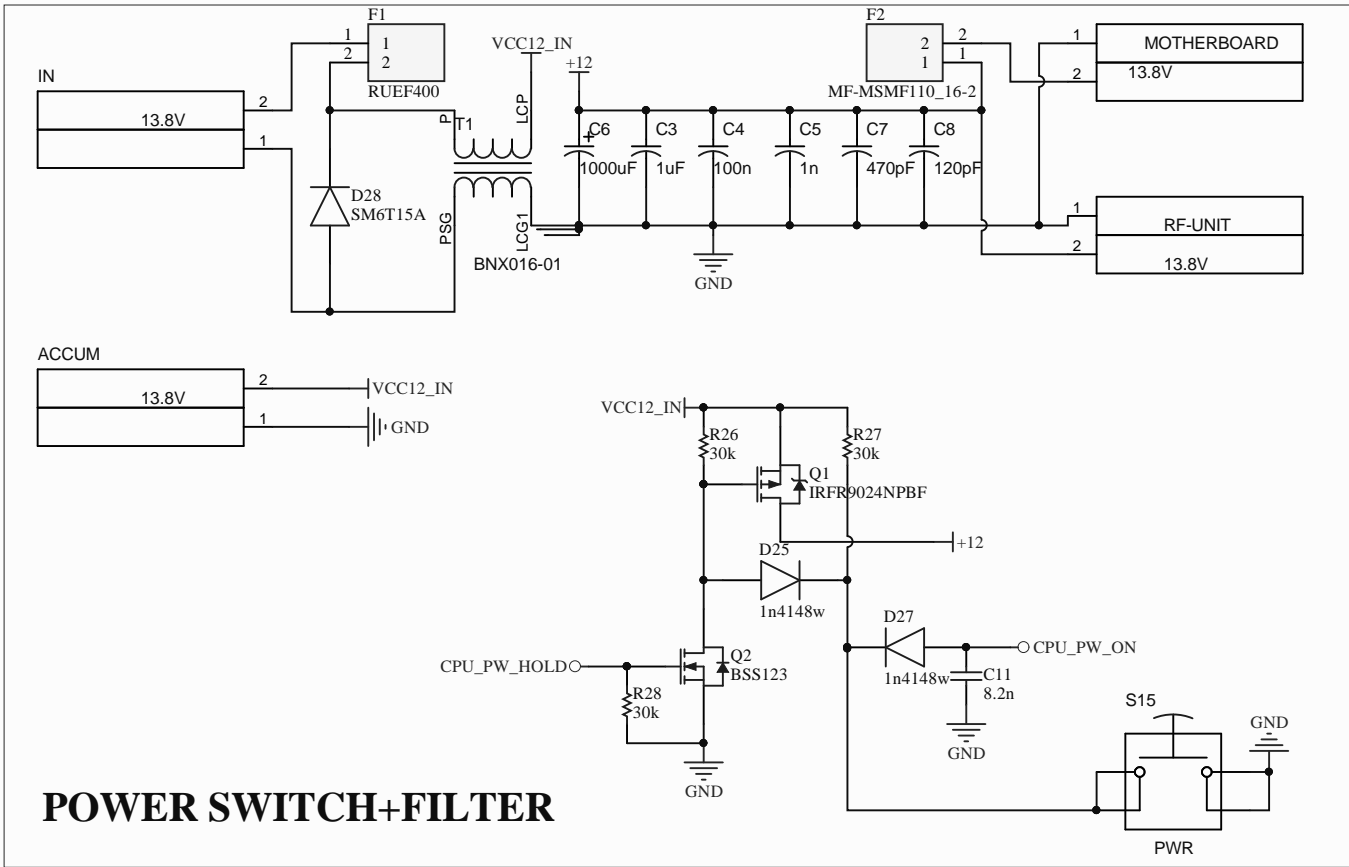 F1
1
1
2
2
RUEF400
VCC12_IN
+12
F2
2
2
1
1
MF-MSMF110_16-2
1
MOTHERBOARD
2
13.8V
IN
2
13.8V
1
P
T1
LCP
PSG
LCG1
BNX016-01
D28
SM6T15A
+
C6
1000uF
C3
1uF
C4
100n
C5
1n
C7
470pF
C8
120pF
GND
1
RF-UNIT
2
13.8V
ACCUM
2
13.8V
VCC12_IN
1
GND
VCC12_IN
R26
30k
R27
30k
Q1
IRFR9024NPBF
+12
D25
1n4148w
D27
1n4148w
CPU_PW_ON
C11
8.2n
GND
CPU_PW_HOLD
Q2
BSS123
R28
30k
GND
S15
GND
PWR
POWER SWITCH+FILTER